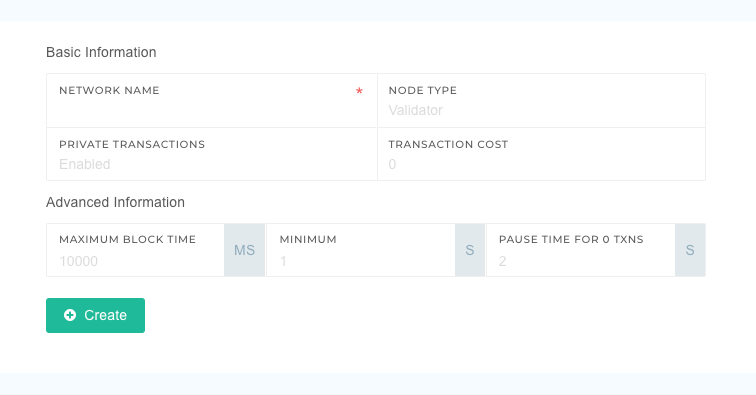 Basic Information
NETWORK NAME *
NODE TYPE
Validator
PRIVATE TRANSACTIONS
Enabled
TRANSACTION COST
0
Advanced Information
MAXIMUM BLOCK TIME
10000
MS
MINIMUM
1
S
PAUSE TIME FOR 0 TXNS
2
S
Create